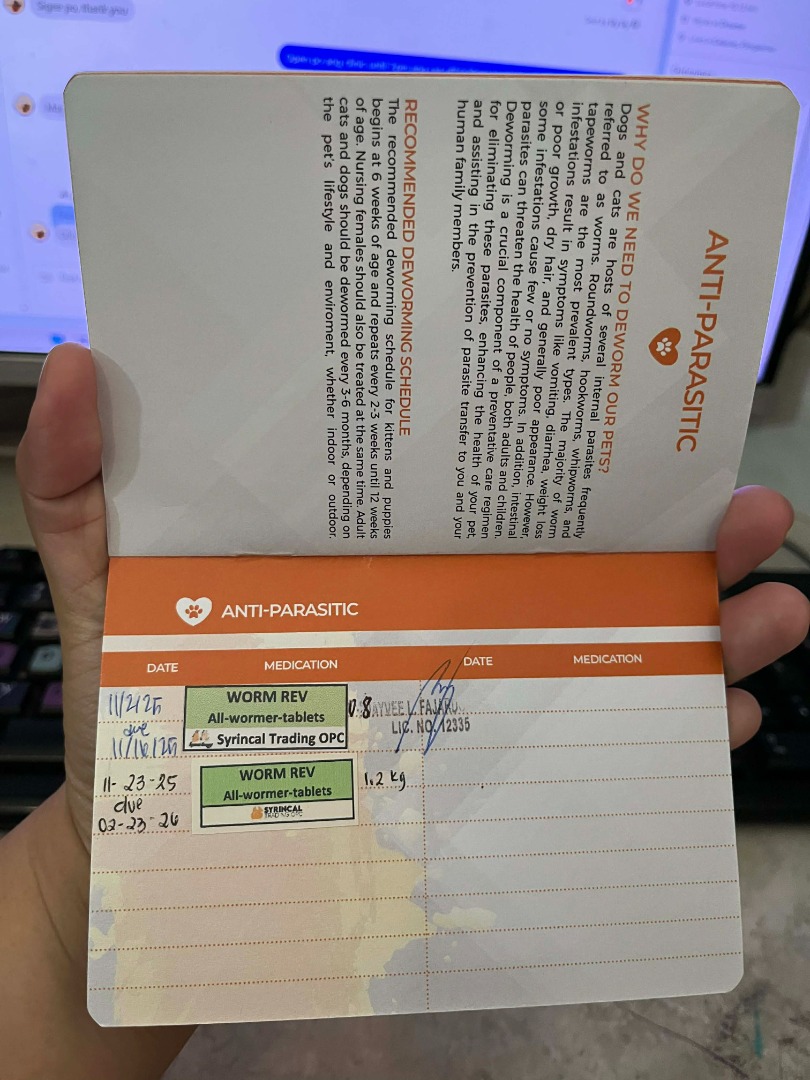 Signe po, thank you
ANTI-PARASITIC
WHY DO WE NEED TO DEWORM OUR PETS?
Dogs and cats are hosts of several internal parasites frequently
referred to as worms. Roundworms, hookworms, whipworms, and
tapeworms are the most prevalent types. The majority of worm
infestations result in symptoms like vomiting, diarrhea, weight loss
or poor growth, dry hair, and generally poor appearance. However,
some infestations cause few or no symptoms. In addition, intestinal
parasites can threaten the health of people, both adults and children.
Deworming is a crucial component of a preventative care regimen
for eliminating these parasites, enhancing the health of your pet,
and assisting in the prevention of parasite transfer to you and your
human family members.
RECOMMENDED DEWORMING SCHEDULE
The recommended deworming schedule for kittens and puppies
begins at 6 weeks of age and repeats every 2-3 weeks until 12 weeks
of age. Nursing females should also be treated at the same time. Adult
cats and dogs should be dewormed every 3-6 months, depending on
the pet's lifestyle and enviroment, whether indoor or outdoor.
ANTI-PARASITIC
DATE MEDICATION DATE MEDICATION
11/2/25
due
11/16/25
WORM REV
All-wormer-tablets
Syrincal Trading OPC
0.8
LIC. NO. 12335
11-23-25
due
02-23-26
WORM REV
All-wormer-tablets
SYRINCAL
TRADING OPC
1.2 kg